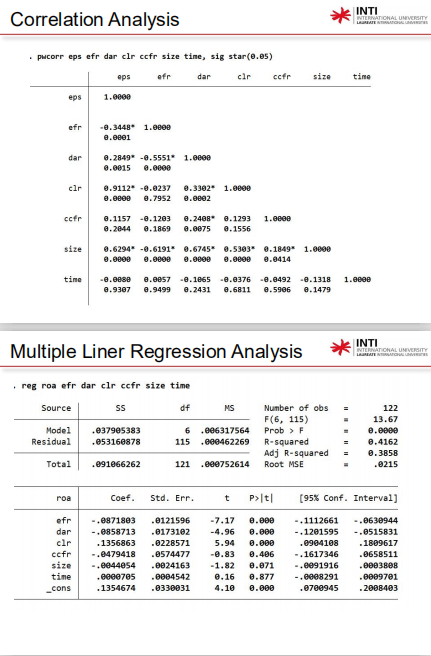 Correlation Analysis
INTI
INTERNATIONAL UNIVERSITY
LAUREATE INTERNATIONAL UNIVERSITIES
. pwcorr eps efr dar clr ccfr size time, sig star(0.05)
eps efr dar clr ccfr size time
eps 1.0000
efr -0.3448* 1.0000
0.0001
dar 0.2849* -0.5551* 1.0000
0.0015 0.0000
clr 0.9112* -0.0237 0.3302* 1.0000
0.0000 0.7952 0.0002
ccfr 0.1157 -0.1203 0.2408* 0.1293 1.0000
0.2044 0.1869 0.0075 0.1556
size 0.6294* -0.6191* 0.6745* 0.5303* 0.1849* 1.0000
0.0000 0.0000 0.0000 0.0000 0.0414
time -0.0080 0.0057 -0.1065 -0.0376 -0.0492 -0.1318 1.0000
0.9307 0.9499 0.2431 0.6811 0.5906 0.1479
Multiple Liner Regression Analysis
INTI
INTERNATIONAL UNIVERSITY
LAUREATE INTERNATIONAL UNIVERSITIES
. reg roa efr dar clr ccfr size time
Source SS df MS Number of obs = 122
F(6, 115) = 13.67
Model .037905383 6 .006317564 Prob > F = 0.0000
Residual .053160878 115 .000462269 R-squared = 0.4162
Adj R-squared = 0.3858
Total .091066262 121 .000752614 Root MSE = .0215
roa Coef. Std. Err. t P>|t| [95% Conf. Interval]
efr -.0871803 .0121596 -7.17 0.000 -.1112661 -.0630944
dar -.0858713 .0173102 -4.96 0.000 -.1201595 -.0515831
clr .1356863 .0228571 5.94 0.000 .0904108 .1809617
ccfr -.0479418 .0574477 -0.83 0.406 -.1617346 .0658511
size -.0044054 .0024163 -1.82 0.071 -.0091916 .0003808
time .0000705 .0004542 0.16 0.877 -.0008291 .0009701
_cons .1354674 .0330031 4.10 0.000 .0700945 .2008403